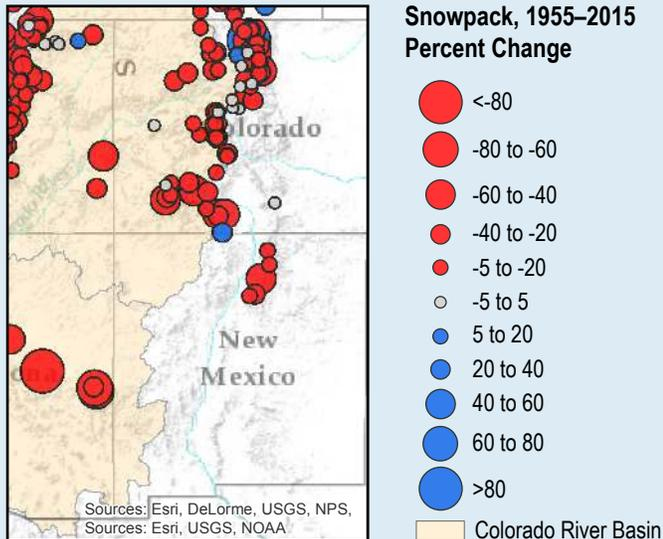 Snowpack, 1955–2015
Percent Change
<-80
-80 to -60
-60 to -40
-40 to -20
-5 to -20
-5 to 5
5 to 20
20 to 40
40 to 60
60 to 80
>80
Colorado River Basin
S
olorado
New
Mexico
Sources: Esri, DeLorme, USGS, NPS,
Sources: Esri, USGS, NOAA